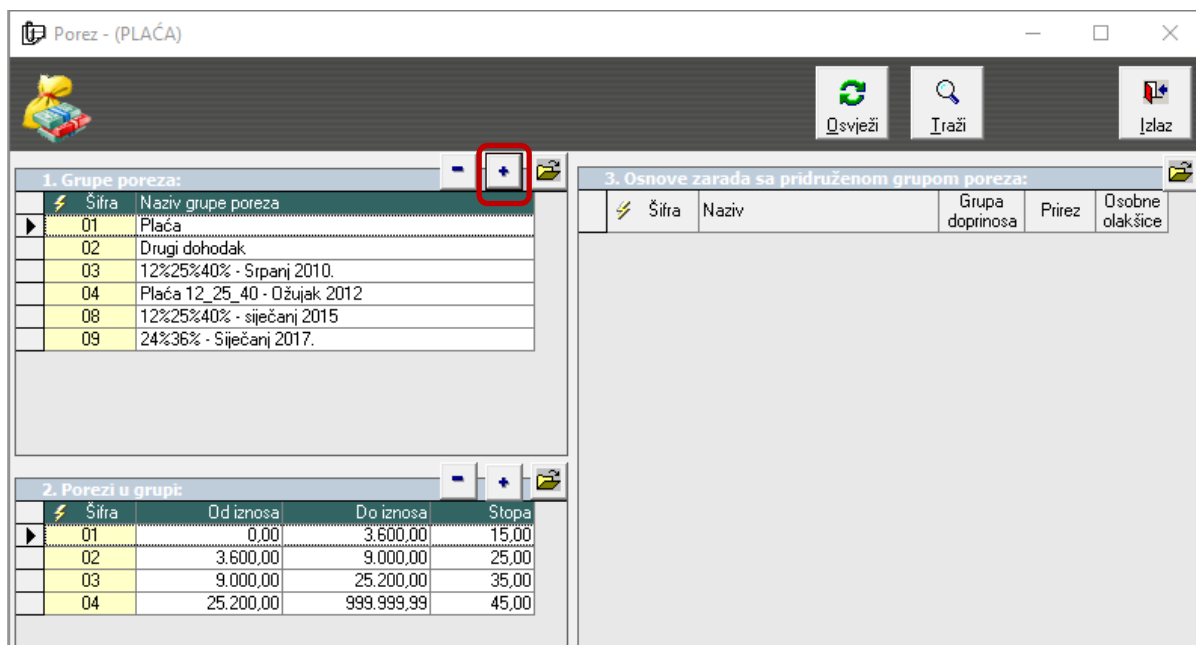 Porez - (PLAĆA)
Osvježi Traži Izlaz
1. Grupe poreza: - +
Šifra Naziv grupe poreza
01 Plaća
02 Drugi dohodak
03 12%25%40% - Srpanj 2010.
04 Plaća 12_25_40 - Ožujak 2012
08 12%25%40% - siječanj 2015
09 24%36% - Siječanj 2017.
2. Porezi u grupi: - +
Šifra Od iznosa Do iznosa Stopa
01 0,00 3.600,00 15,00
02 3.600,00 9.000,00 25,00
03 9.000,00 25.200,00 35,00
04 25.200,00 999.999,99 45,00
3. Osnove zarada sa pridruženom grupom poreza:
Šifra Naziv Grupa doprinosa Prirez Osobne olakšice